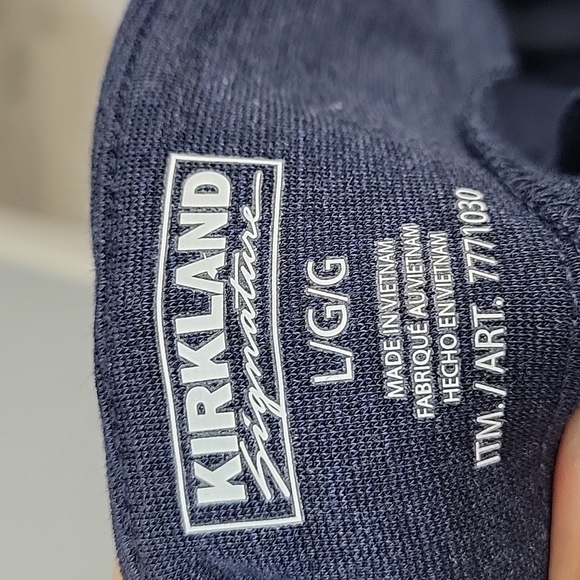 KIRKLAND
Signature
L/G/G
MADE IN VIETNAM
FABRIQUÉ AU VIETNAM
HECHO EN VIETNAM
ITM. / ART. 7771030